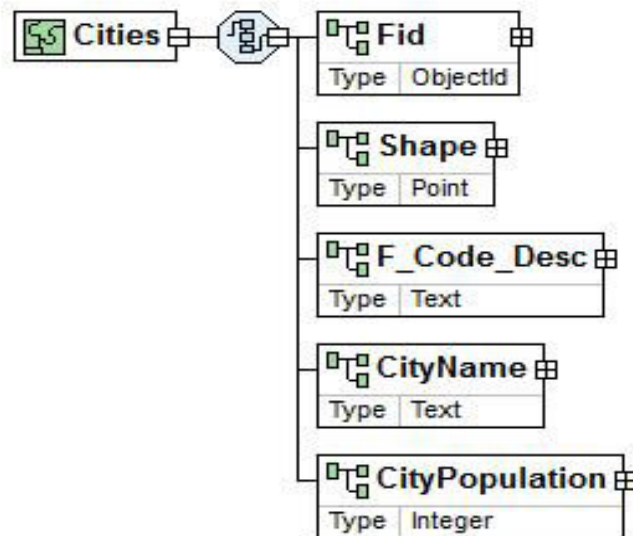 Cities
Fid
Type ObjectId
Shape
Type Point
F_Code_Desc
Type Text
CityName
Type Text
CityPopulation
Type Integer